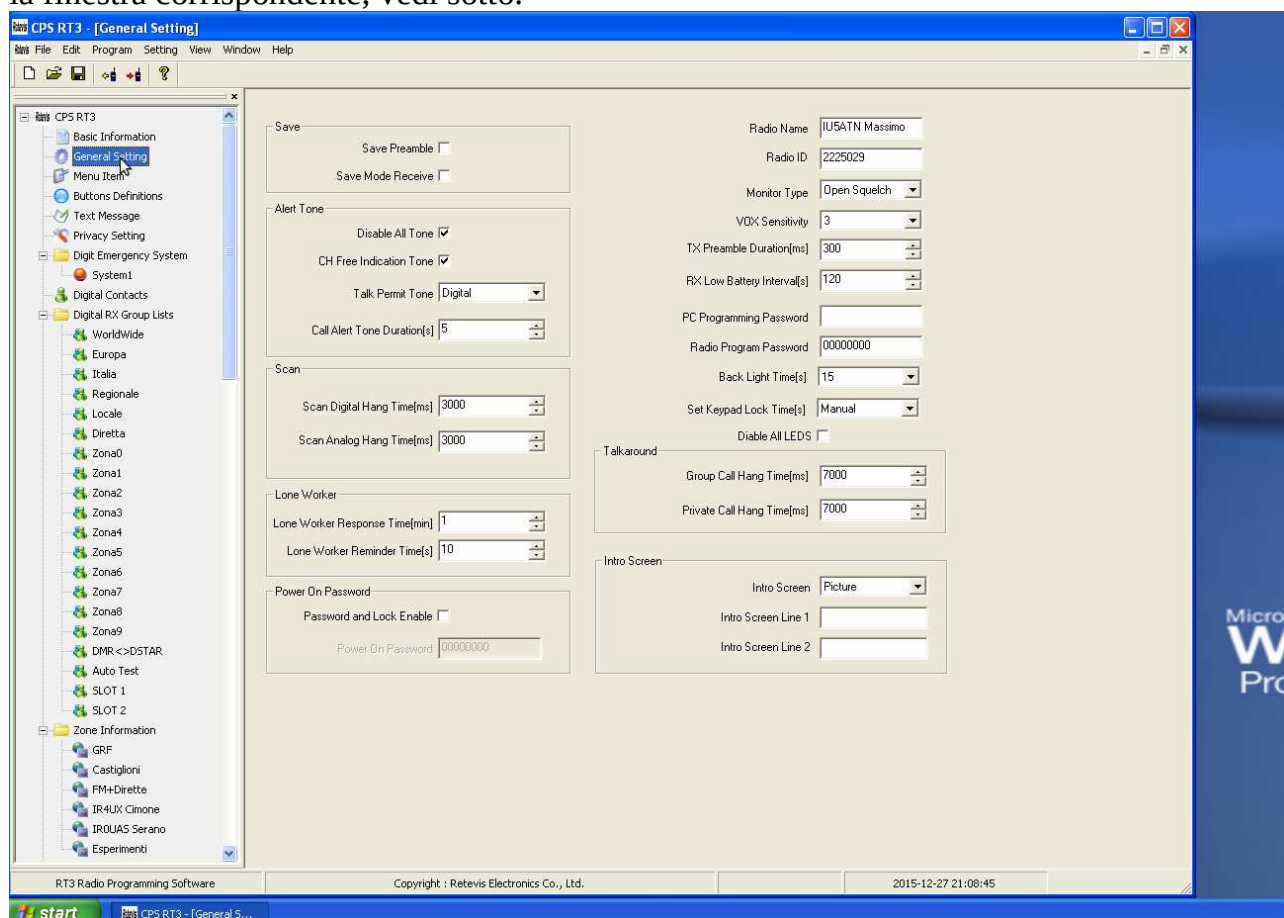 la finestra corrispondente, vedi sotto:
CPS RT3 - [General Setting]
File Edit Program Setting View Window Help
CPS RT3
Basic Information
General Setting
Menu Item
Buttons Definitions
Text Message
Privacy Setting
Digit Emergency System
System1
Digital Contacts
Digital RX Group Lists
WorldWide
Europa
Italia
Regionale
Locale
Diretta
Zona0
Zona1
Zona2
Zona3
Zona4
Zona5
Zona6
Zona7
Zona8
Zona9
DMR<>DSTAR
Auto Test
SLOT 1
SLOT 2
Zone Information
GRF
Castiglioni
FM+Dirette
IR4UX Cimone
IR0UAS Serano
Esperimenti
Save
Save Preamble
Save Mode Receive
Alert Tone
Disable All Tone
CH Free Indication Tone
Talk Permit Tone Digital
Call Alert Tone Duration[s] 5
Scan
Scan Digital Hang Time[ms] 3000
Scan Analog Hang Time[ms] 3000
Lone Worker
Lone Worker Response Time[min] 1
Lone Worker Reminder Time[s] 10
Power On Password
Password and Lock Enable
Power On Password 00000000
Radio Name IU5ATN Massimo
Radio ID 2225029
Monitor Type Open Squelch
VOX Sensitivity 3
TX Preamble Duration[ms] 300
RX Low Battery Interval[s] 120
PC Programming Password
Radio Program Password 00000000
Back Light Time[s] 15
Set Keypad Lock Time[s] Manual
Diable All LEDS
Talkaround
Group Call Hang Time[ms] 7000
Private Call Hang Time[ms] 7000
Intro Screen
Intro Screen Picture
Intro Screen Line 1
Intro Screen Line 2
Micro
W
Pro
RT3 Radio Programming Software Copyright : Retevis Electronics Co., Ltd. 2015-12-27 21:08:45
start CPS RT3 - [General S...